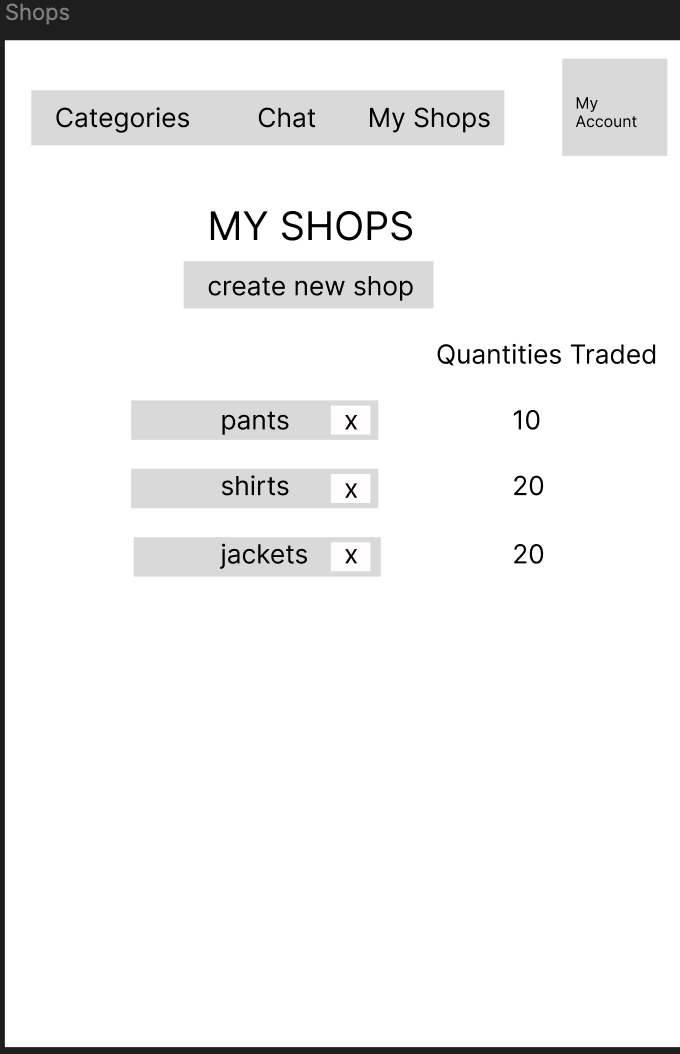 Shops
Categories Chat My Shops
My
Account
MY SHOPS
create new shop
Quantities Traded
pants x 10
shirts x 20
jackets x 20